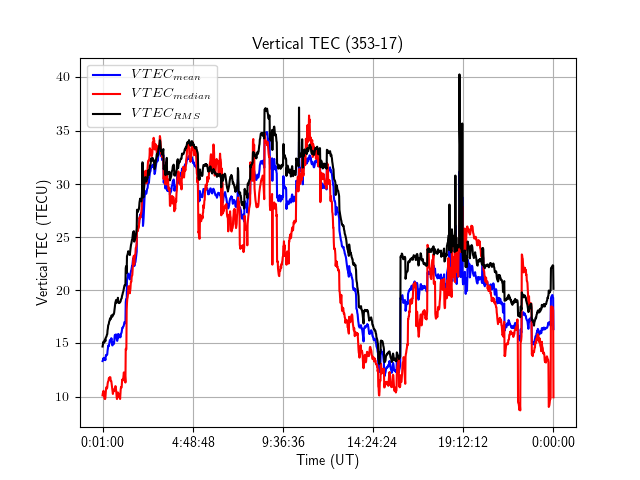 Vertical TEC (353-17)
VTEC_mean
VTEC_median
VTEC_RMS
40
35
30
25
20
15
10
Vertical TEC (TECU)
0:01:00 4:48:48 9:36:36 14:24:24 19:12:12 0:00:00
Time (UT)